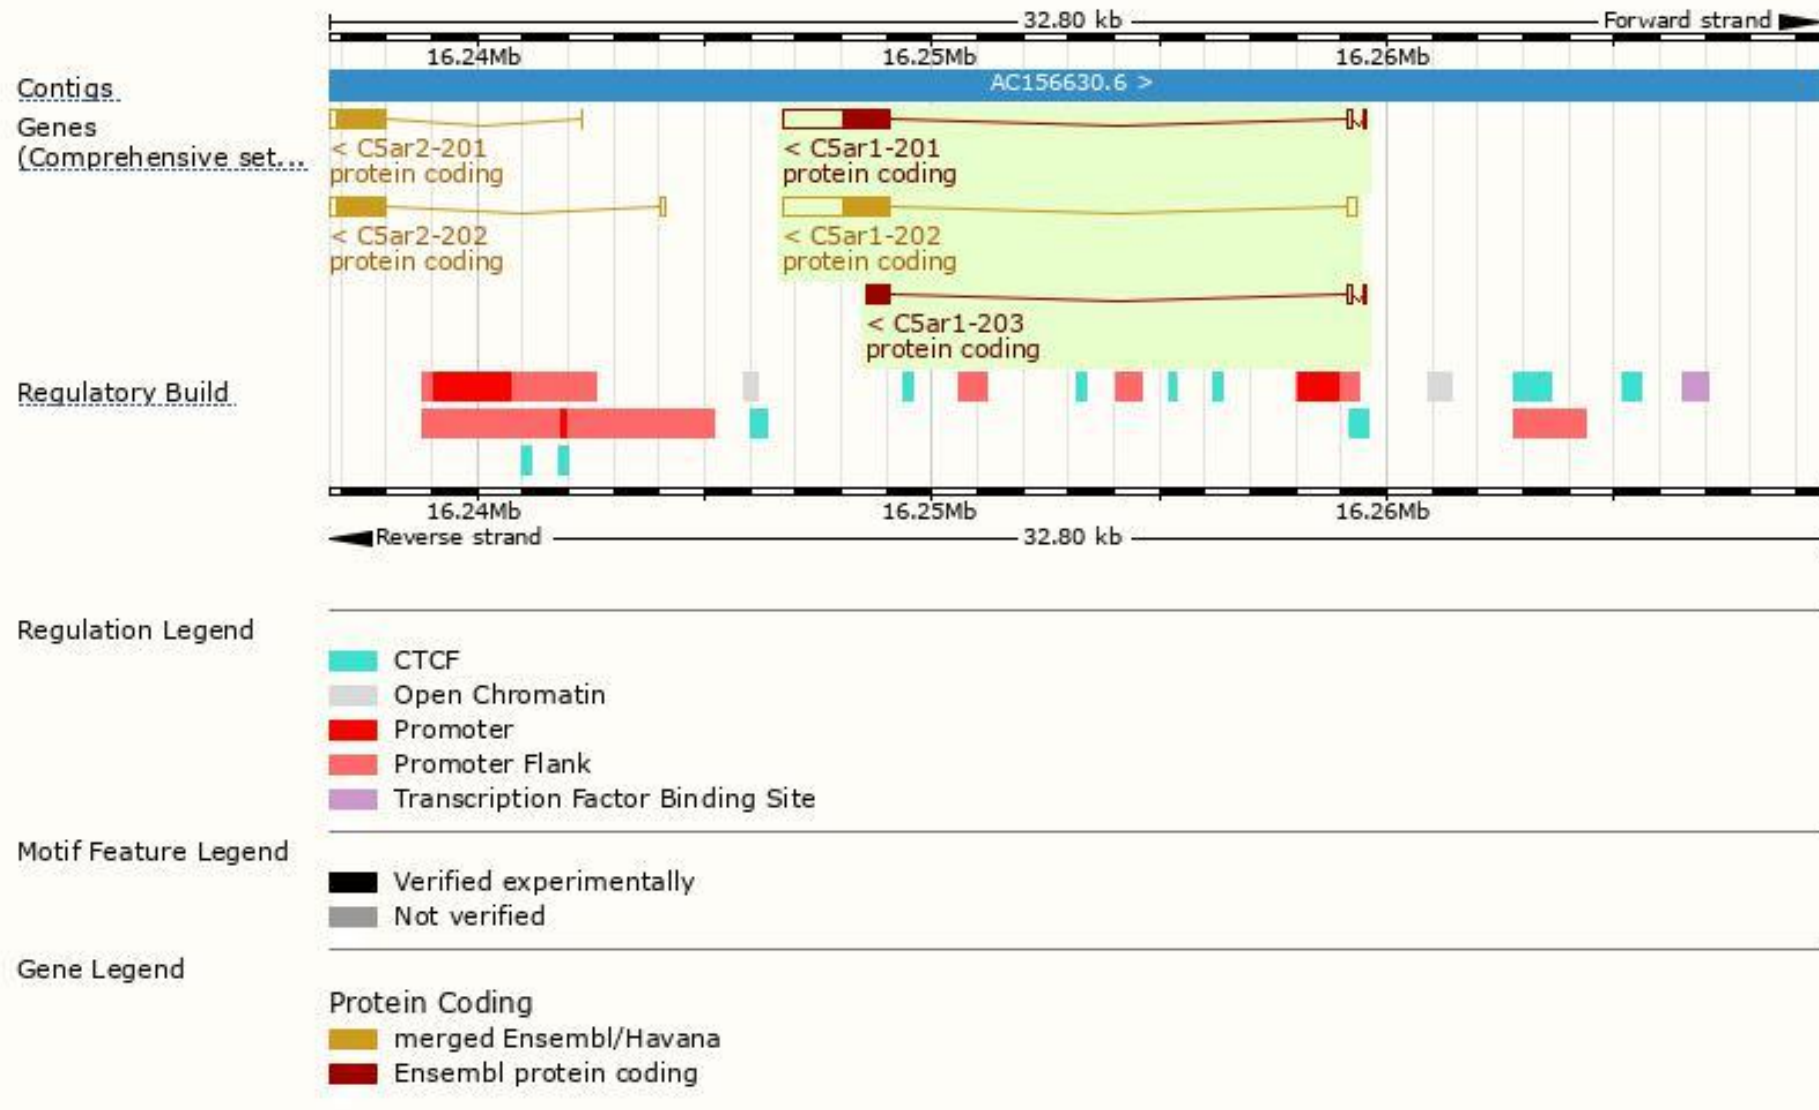 32.80 kb Forward strand
16.24Mb 16.25Mb 16.26Mb
Contigs AC156630.6 >
Genes
(Comprehensive set...
< C5ar2-201 < C5ar1-201
protein coding protein coding
< C5ar2-202 < C5ar1-202
protein coding protein coding
< C5ar1-203
protein coding
Regulatory Build
16.24Mb 16.25Mb 16.26Mb
Reverse strand 32.80 kb
Regulation Legend
CTCF
Open Chromatin
Promoter
Promoter Flank
Transcription Factor Binding Site
Motif Feature Legend
Verified experimentally
Not verified
Gene Legend
Protein Coding
merged Ensembl/Havana
Ensembl protein coding